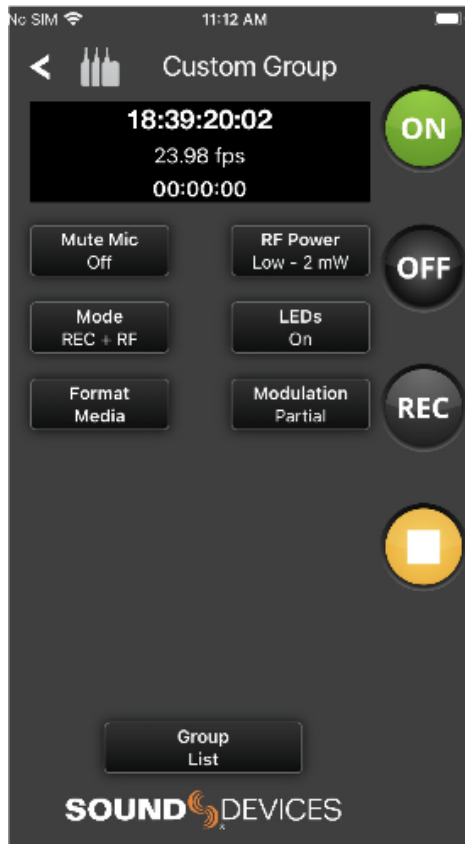 No SIM 11:12 AM
Custom Group
18:39:20:02
23.98 fps
00:00:00
ON
Mute Mic
Off
RF Power
Low - 2 mW
OFF
Mode
REC + RF
LEDs
On
Format
Media
Modulation
Partial
REC
Group
List
SOUND DEVICES